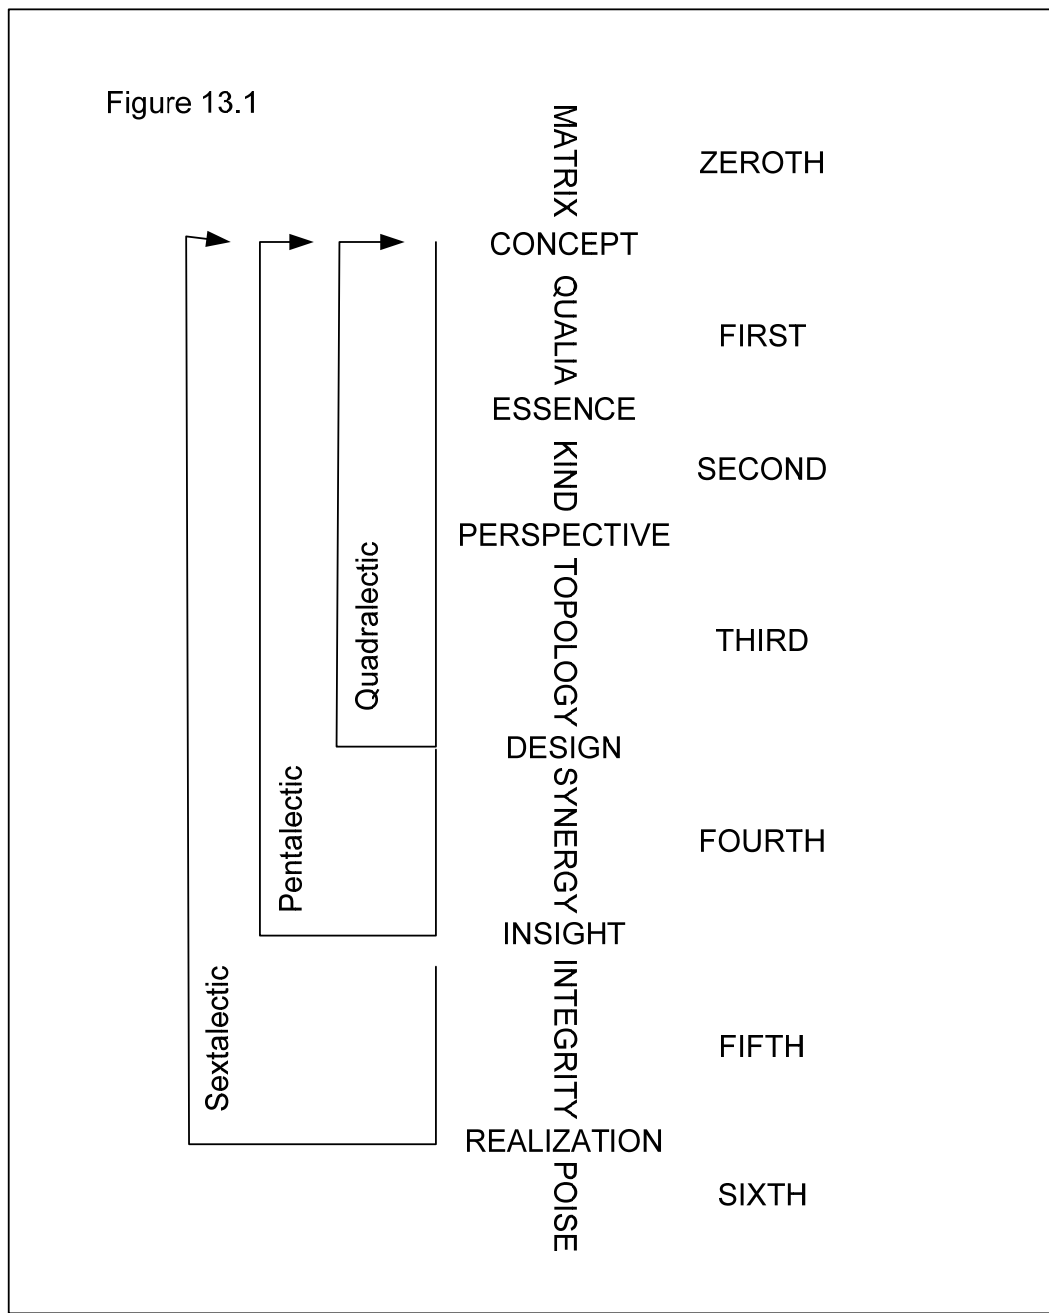 Figure 13.1
MATRIX
ZEROTH
CONCEPT
QUALIA
FIRST
ESSENCE
KIND
SECOND
PERSPECTIVE
TOPOLOGY
THIRD
Quadralectic
DESIGN
SYNERGY
FOURTH
Pentalectic
INSIGHT
INTEGRITY
FIFTH
Sextalectic
REALIZATION
POISE
SIXTH